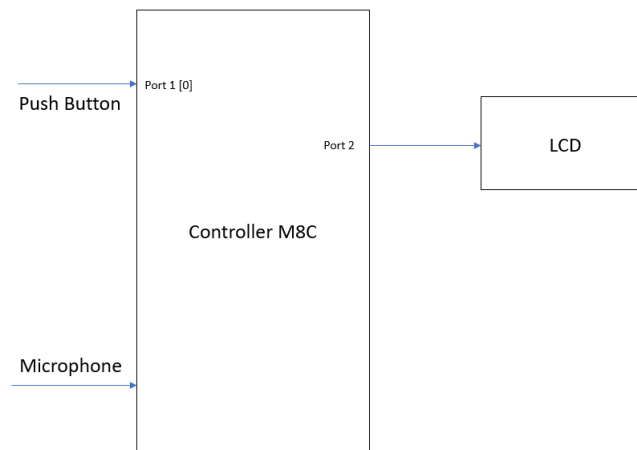 Port 1 [0]
Push Button
Port 2
LCD
Controller M8C
Microphone